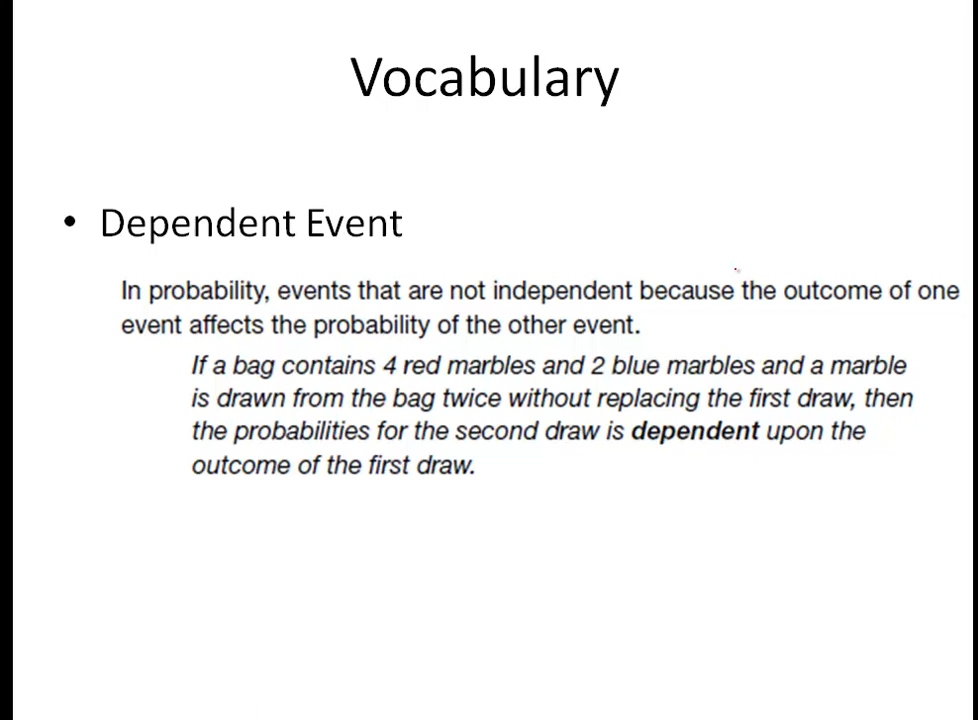 Vocabulary
• Dependent Event
In probability, events that are not independent because the outcome of one
event affects the probability of the other event.
If a bag contains 4 red marbles and 2 blue marbles and a marble
is drawn from the bag twice without replacing the first draw, then
the probabilities for the second draw is dependent upon the
outcome of the first draw.